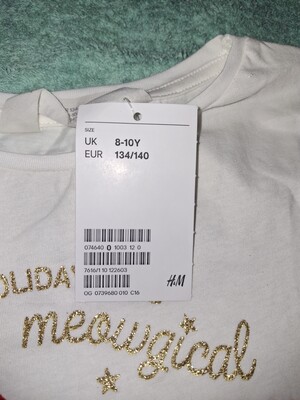 SIZE
UK 8-10Y
EUR 134/140
074640 0 1003 12 0
7616/1 10 122603
H&M
OG 0739680 010 C16
OLIDAY
meowgical